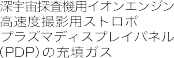 深宇宙探査機用イオンエンジン
高速度撮影用ストロボ
プラズマディスプレイパネル
(PDP)の充填ガス